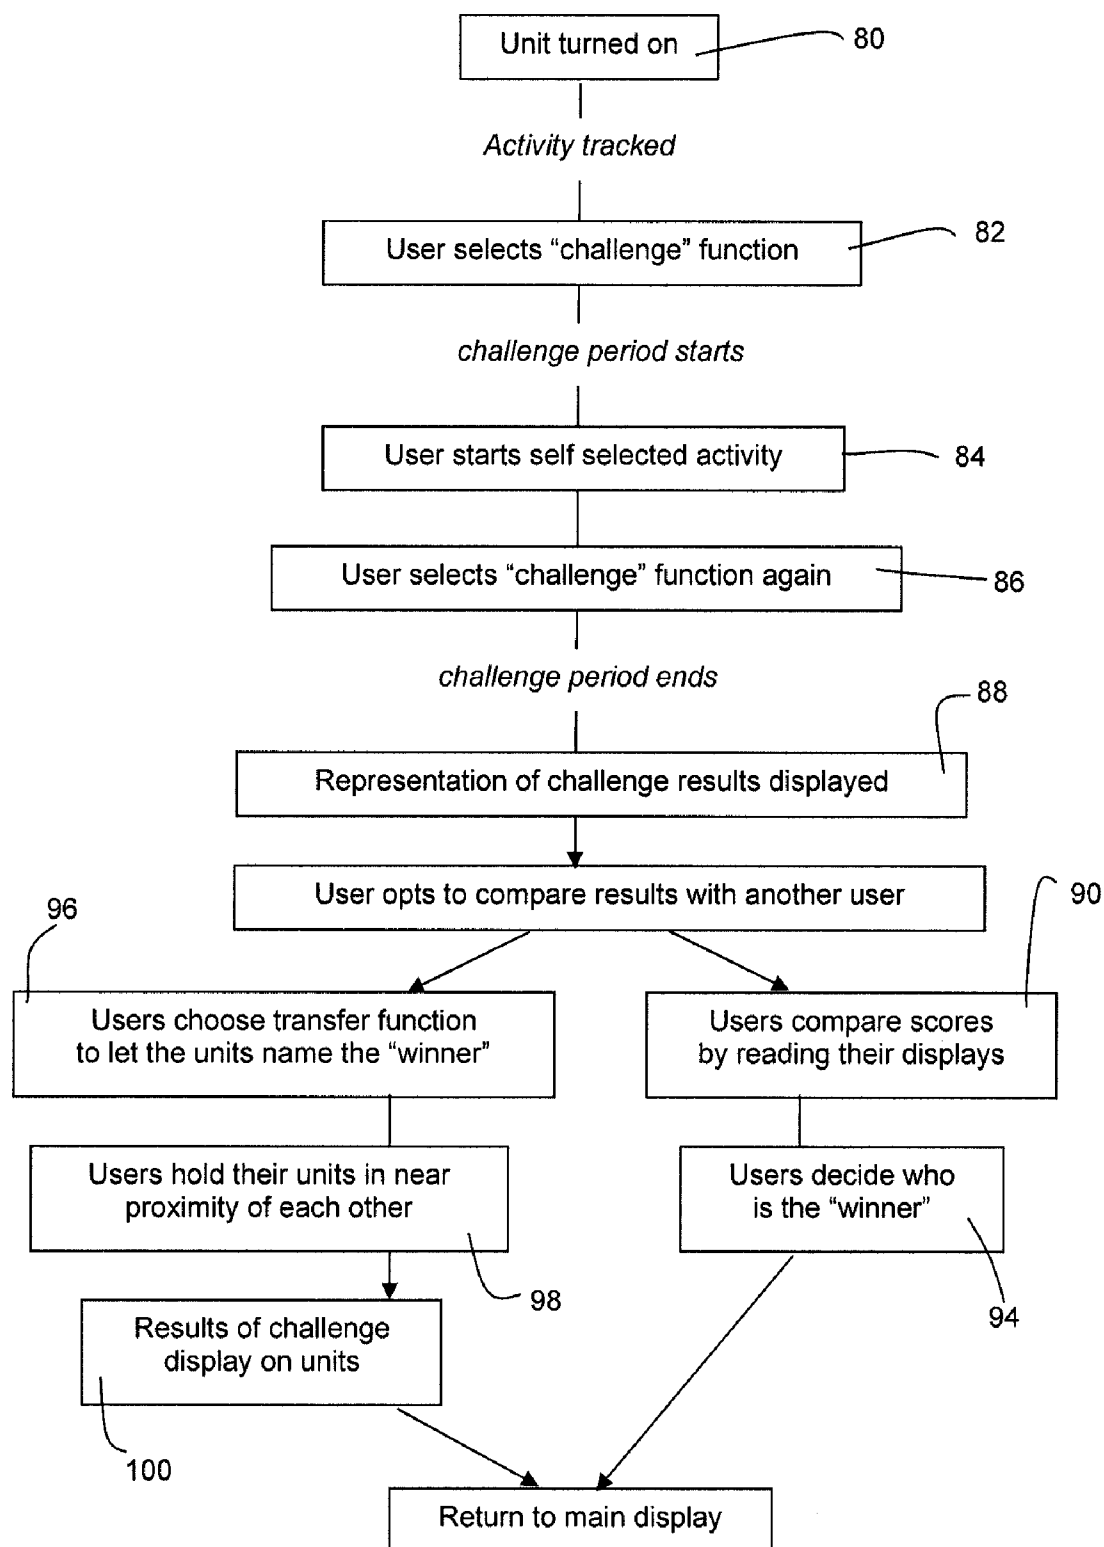 Unit turned on
80
Activity tracked
User selects “challenge” function
82
challenge period starts
User starts self selected activity
84
User selects “challenge” function again
86
challenge period ends
88
Representation of challenge results displayed
User opts to compare results with another user
96
90
Users choose transfer function
to let the units name the “winner”
Users compare scores
by reading their displays
Users hold their units in near
proximity of each other
Users decide who
is the “winner”
98
94
Results of challenge
display on units
100
Return to main display